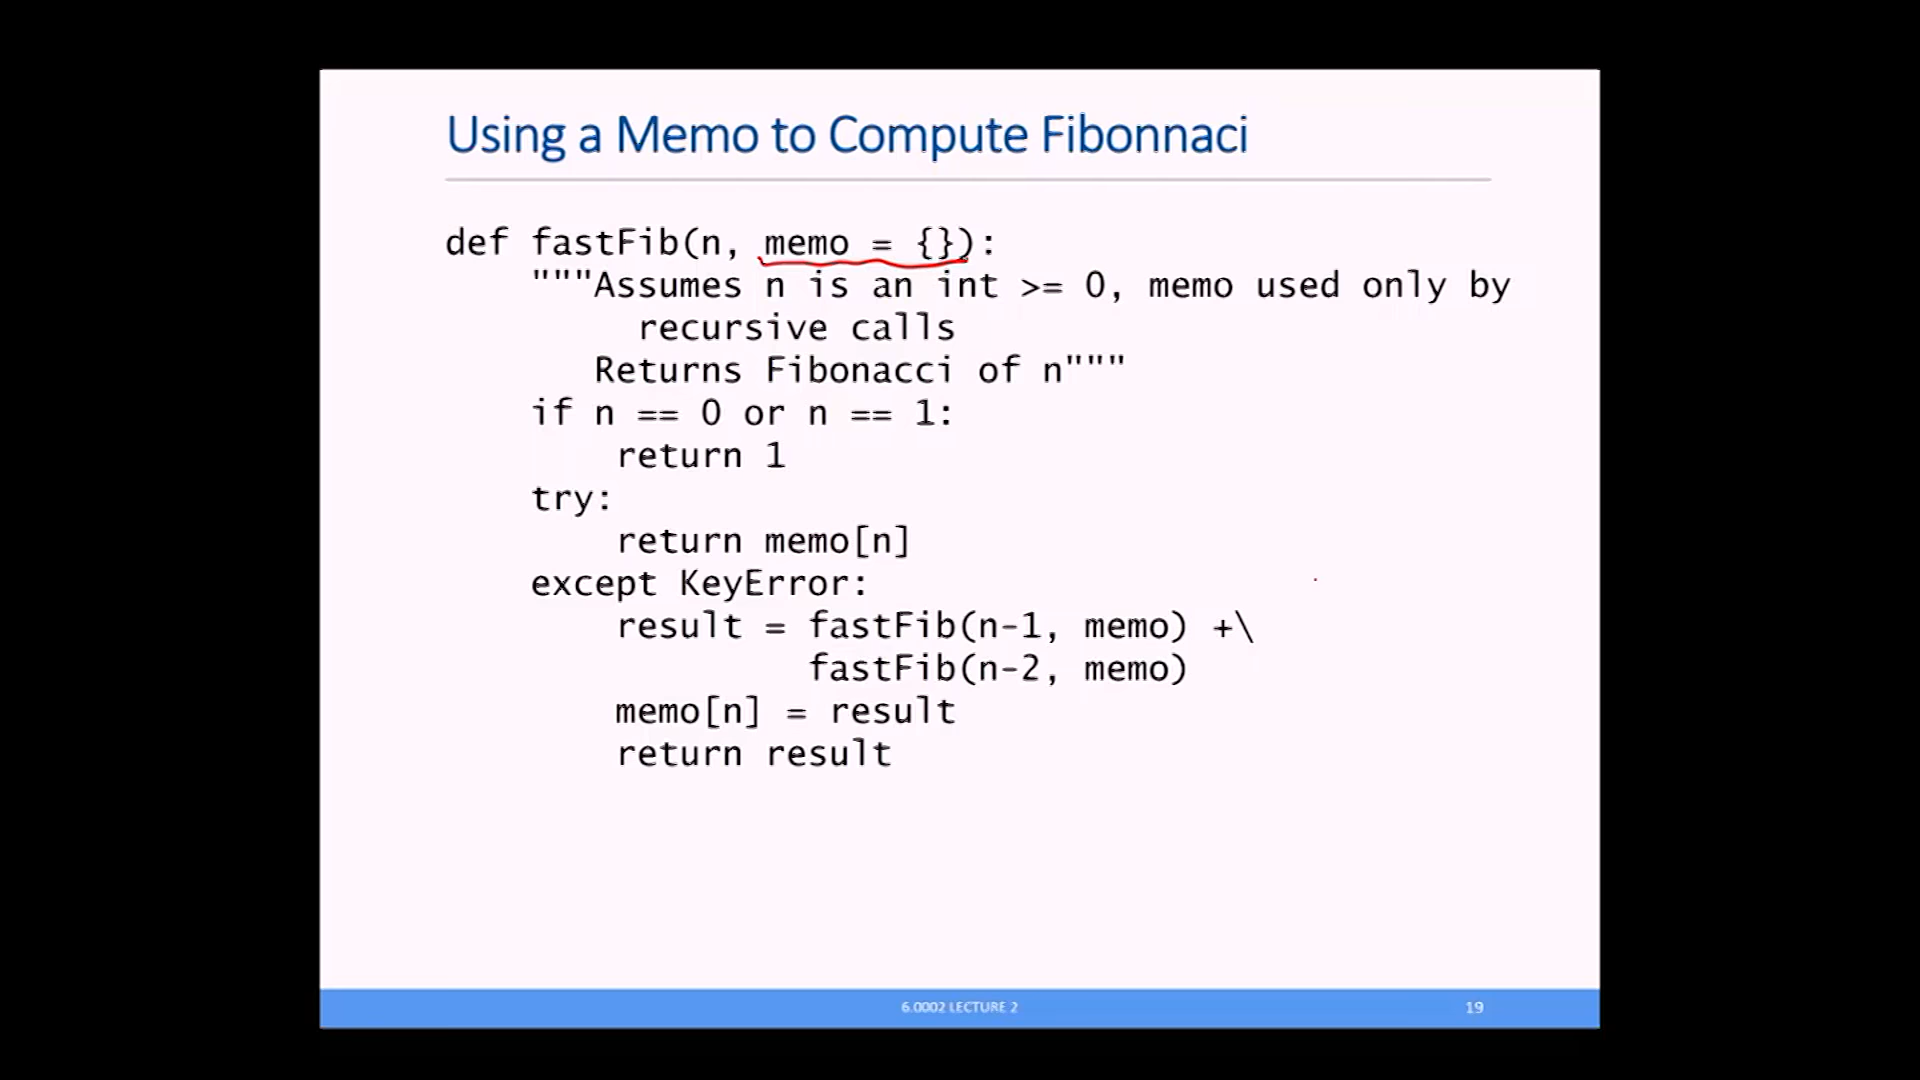 Using a Memo to Compute Fibonnaci
def fastFib(n, memo = {}):
"""Assumes n is an int >= 0, memo used only by
recursive calls
Returns Fibonacci of n"""
if n == 0 or n == 1:
return 1
try:
return memo[n]
except KeyError:
result = fastFib(n-1, memo) +\
fastFib(n-2, memo)
memo[n] = result
return result
6.0002 LECTURE 2
19